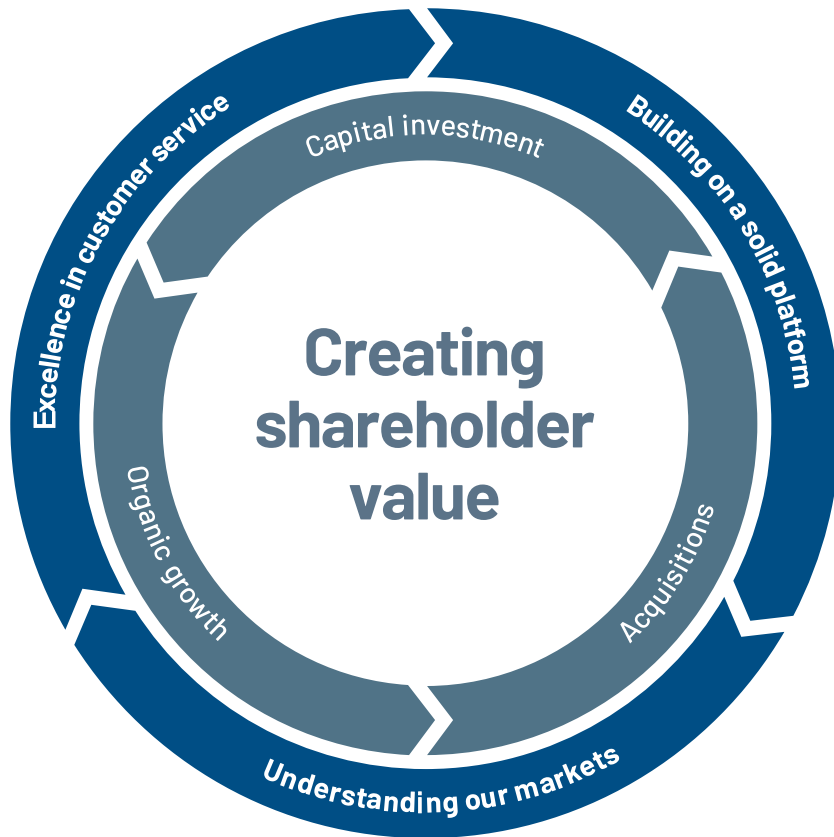 Excellence in customer service
Building on a solid platform
Understanding our markets
Capital investment
Acquisitions
Organic growth
Creating
shareholder
value